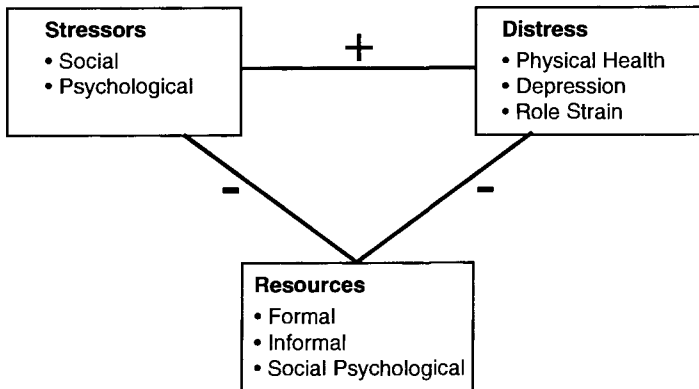 Stressors
• Social
• Psychological
+
Distress
• Physical Health
• Depression
• Role Strain
-
-
Resources
• Formal
• Informal
• Social Psychological